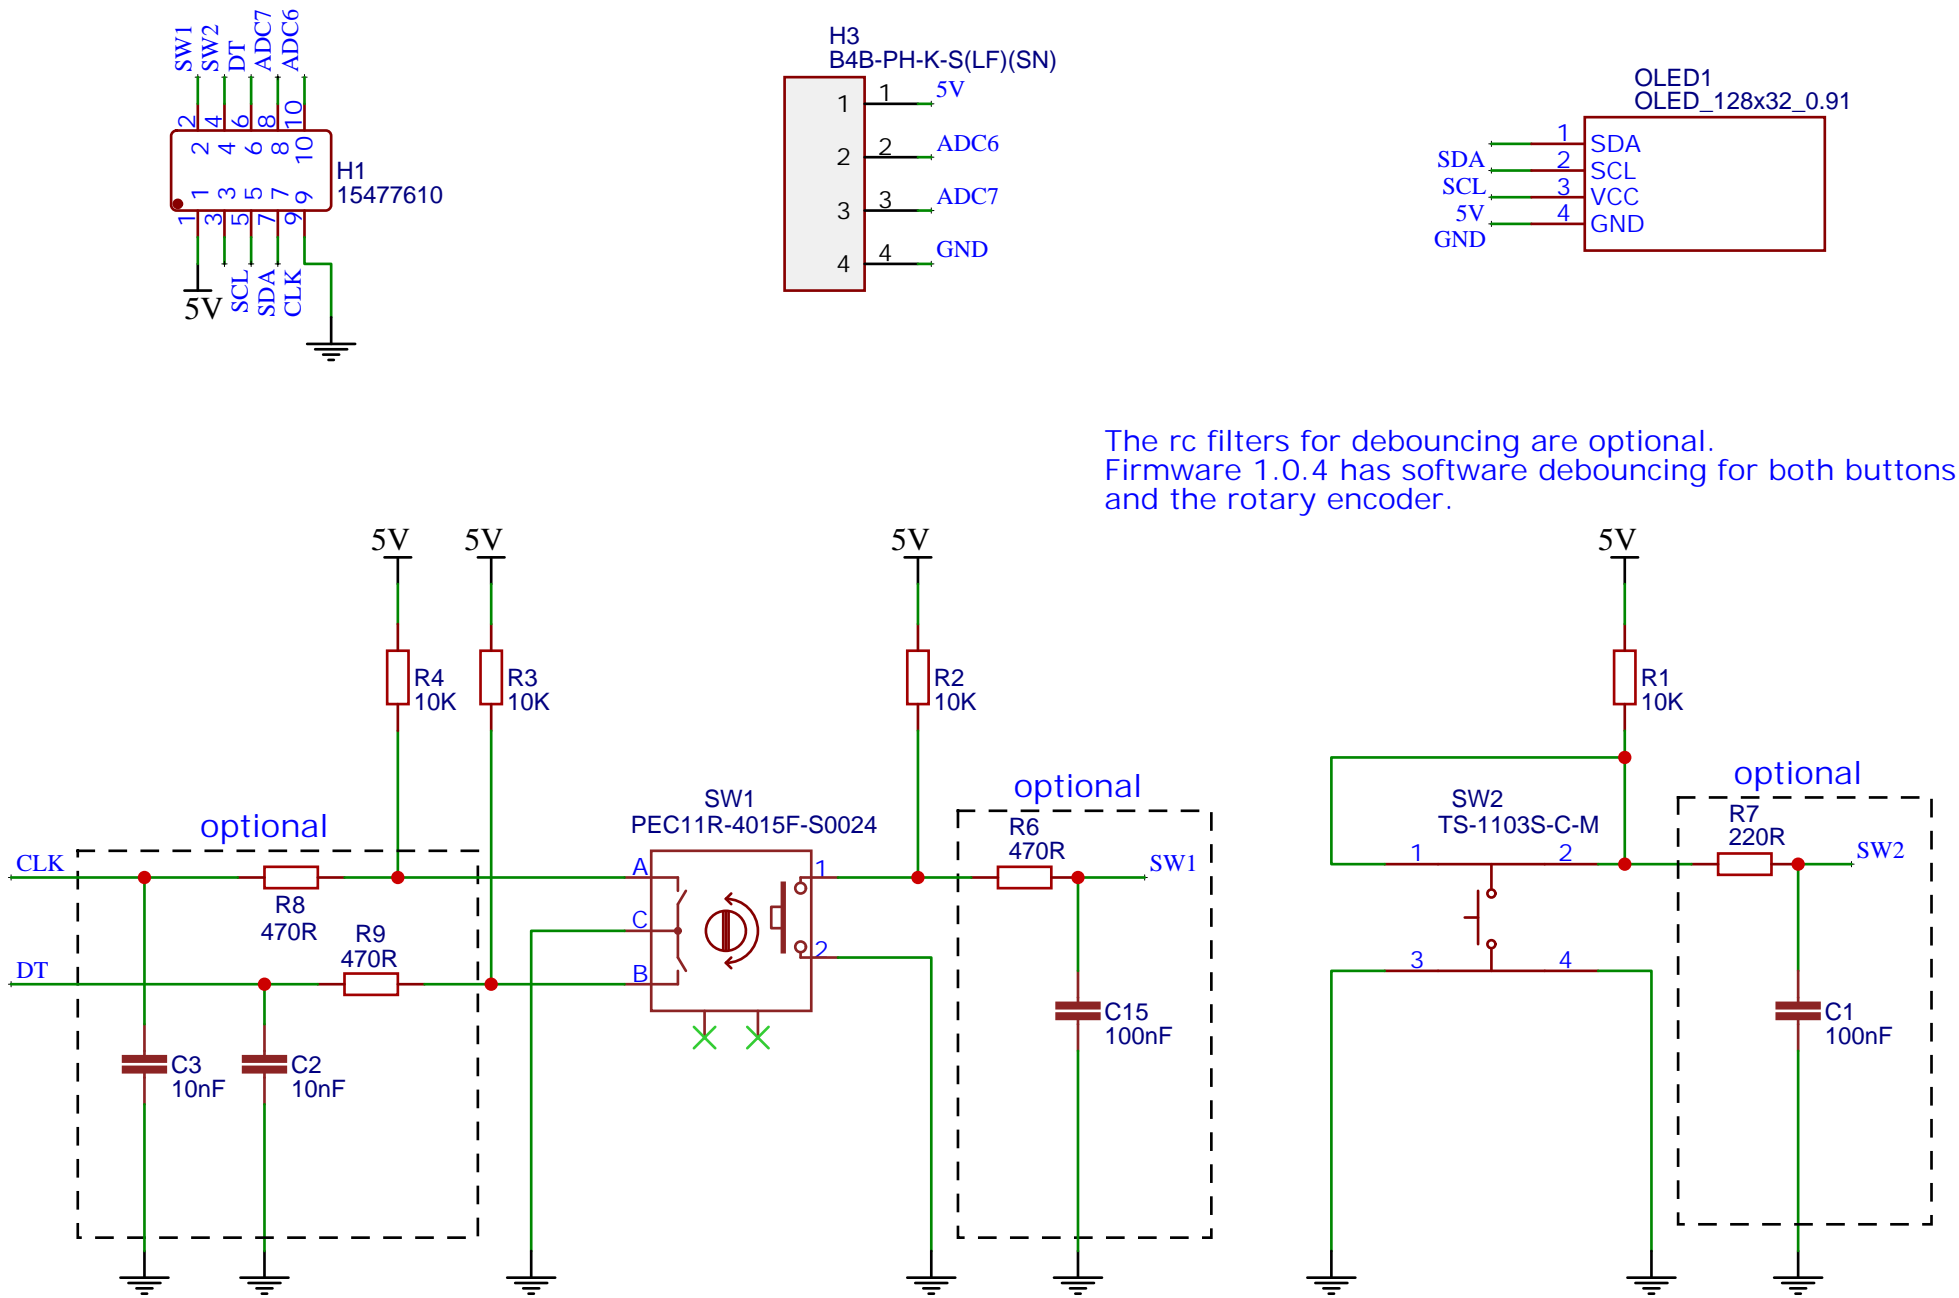 SW1
SW2
DT
ADC7
ADC6
2
4
6
8
10
2
4
6
8
10
H1
15477610
1
3
5
7
9
1
3
5
7
9
5V
SCL
SDA
CLK
H3
B4B-PH-K-S(LF)(SN)
1
1
5V
2
2
ADC6
3
3
ADC7
4
4
GND
OLED1
OLED_128x32_0.91
SDA
1
SDA
SCL
2
SCL
5V
3
VCC
GND
4
GND
The rc filters for debouncing are optional.
Firmware 1.0.4 has software debouncing for both buttons
and the rotary encoder.
5V
5V
5V
5V
R4
10K
R3
10K
R2
10K
R1
10K
optional
CLK
R8
470R
R9
470R
DT
C3
10nF
C2
10nF
SW1
PEC11R-4015F-S0024
A
C
B
1
2
optional
R6
470R
SW1
C15
100nF
SW2
TS-1103S-C-M
1
2
3
4
optional
R7
220R
SW2
C1
100nF